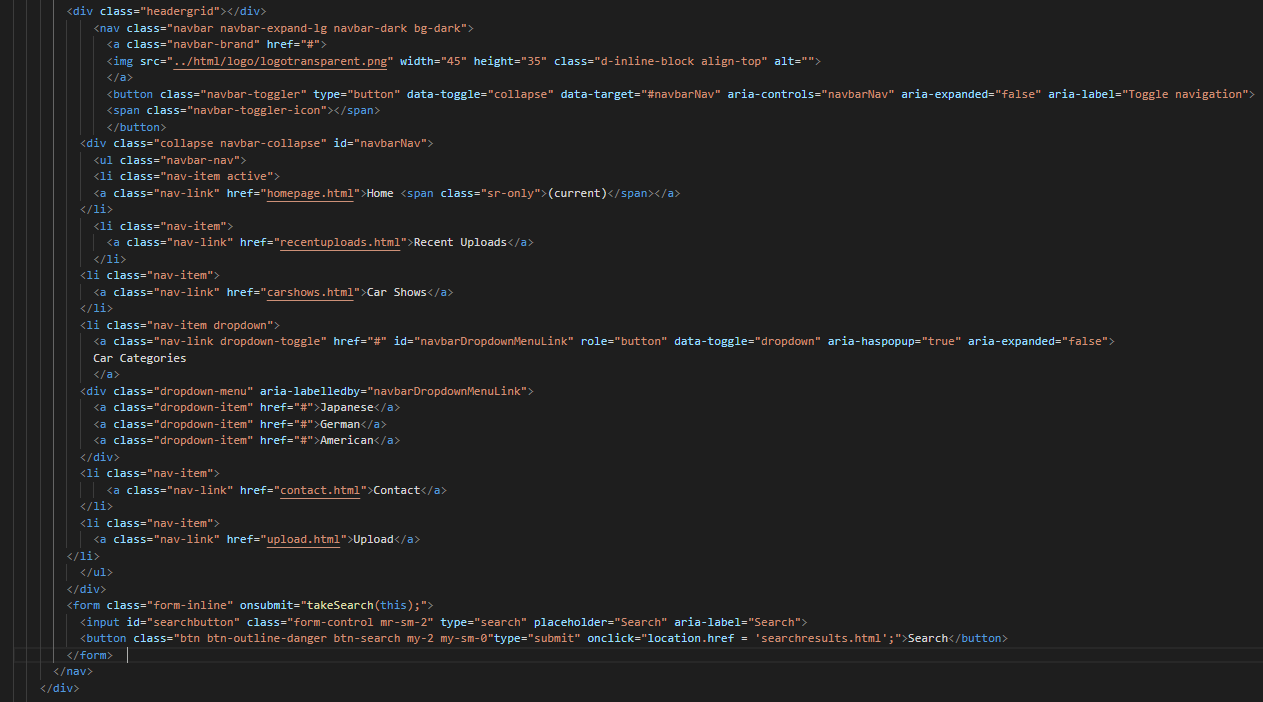 <div class="headergrid"></div>
<nav class="navbar navbar-expand-lg navbar-dark bg-dark">
<a class="navbar-brand" href="#">
<img src="../html/logo/logotransparent.png" width="45" height="35" class="d-inline-block align-top" alt="">
</a>
<button class="navbar-toggler" type="button" data-toggle="collapse" data-target="#navbarNav" aria-controls="navbarNav" aria-expanded="false" aria-label="Toggle navigation">
<span class="navbar-toggler-icon"></span>
</button>
<div class="collapse navbar-collapse" id="navbarNav">
<ul class="navbar-nav">
<li class="nav-item active">
<a class="nav-link" href="homepage.html">Home <span class="sr-only">(current)</span></a>
</li>
<li class="nav-item">
<a class="nav-link" href="recentuploads.html">Recent Uploads</a>
</li>
<li class="nav-item">
<a class="nav-link" href="carshows.html">Car Shows</a>
</li>
<li class="nav-item dropdown">
<a class="nav-link dropdown-toggle" href="#" id="navbarDropdownMenuLink" role="button" data-toggle="dropdown" aria-haspopup="true" aria-expanded="false">
Car Categories
</a>
<div class="dropdown-menu" aria-labelledby="navbarDropdownMenuLink">
<a class="dropdown-item" href="#">Japanese</a>
<a class="dropdown-item" href="#">German</a>
<a class="dropdown-item" href="#">American</a>
</div>
<li class="nav-item">
<a class="nav-link" href="contact.html">Contact</a>
</li>
<li class="nav-item">
<a class="nav-link" href="upload.html">Upload</a>
</li>
</ul>
</div>
<form class="form-inline" onsubmit="takeSearch(this);">
<input id="searchbutton" class="form-control mr-sm-2" type="search" placeholder="Search" aria-label="Search">
<button class="btn btn-outline-danger btn-search my-2 my-sm-0"type="submit" onclick="location.href = 'searchresults.html';">Search</button>
</form>
</nav>
</div>